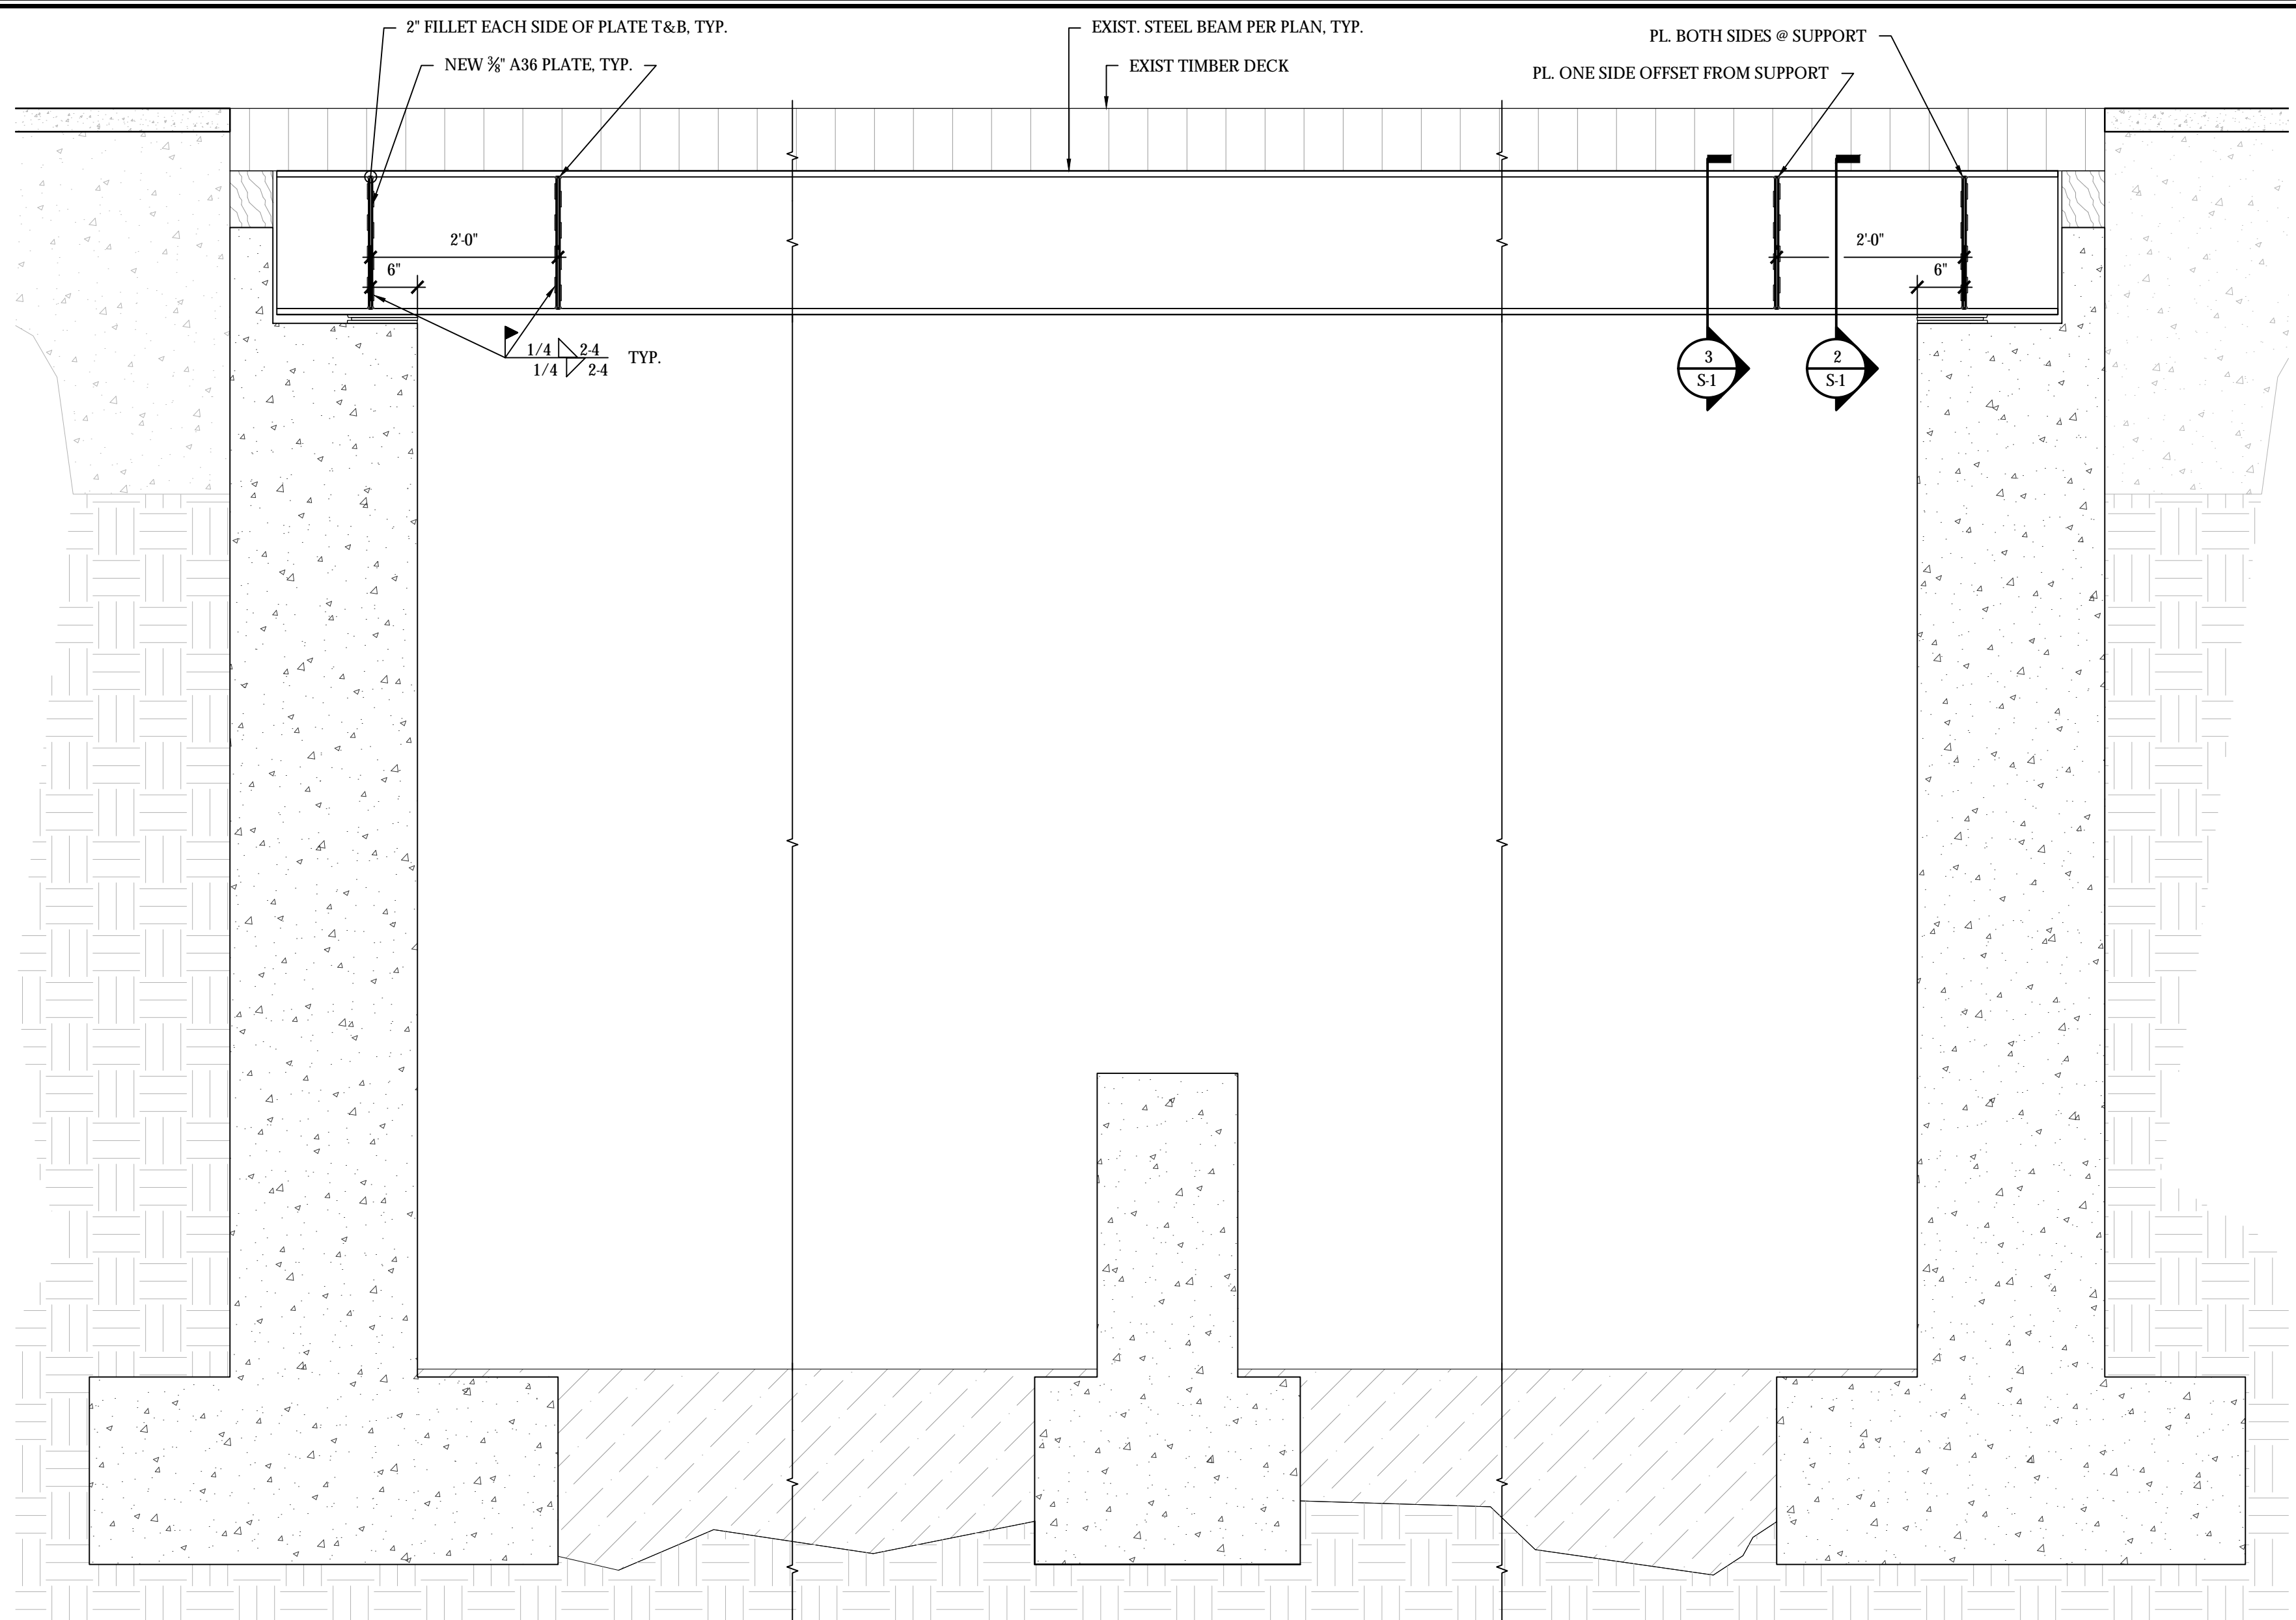 2" FILLET EACH SIDE OF PLATE T&B, TYP.
EXIST. STEEL BEAM PER PLAN, TYP.
PL. BOTH SIDES @ SUPPORT
NEW ⅜" A36 PLATE, TYP.
EXIST TIMBER DECK
PL. ONE SIDE OFFSET FROM SUPPORT
2'-0"
2'-0"
6"
6"
1/4 2-4
TYP.
1/4 2-4
3
S-1
2
S-1